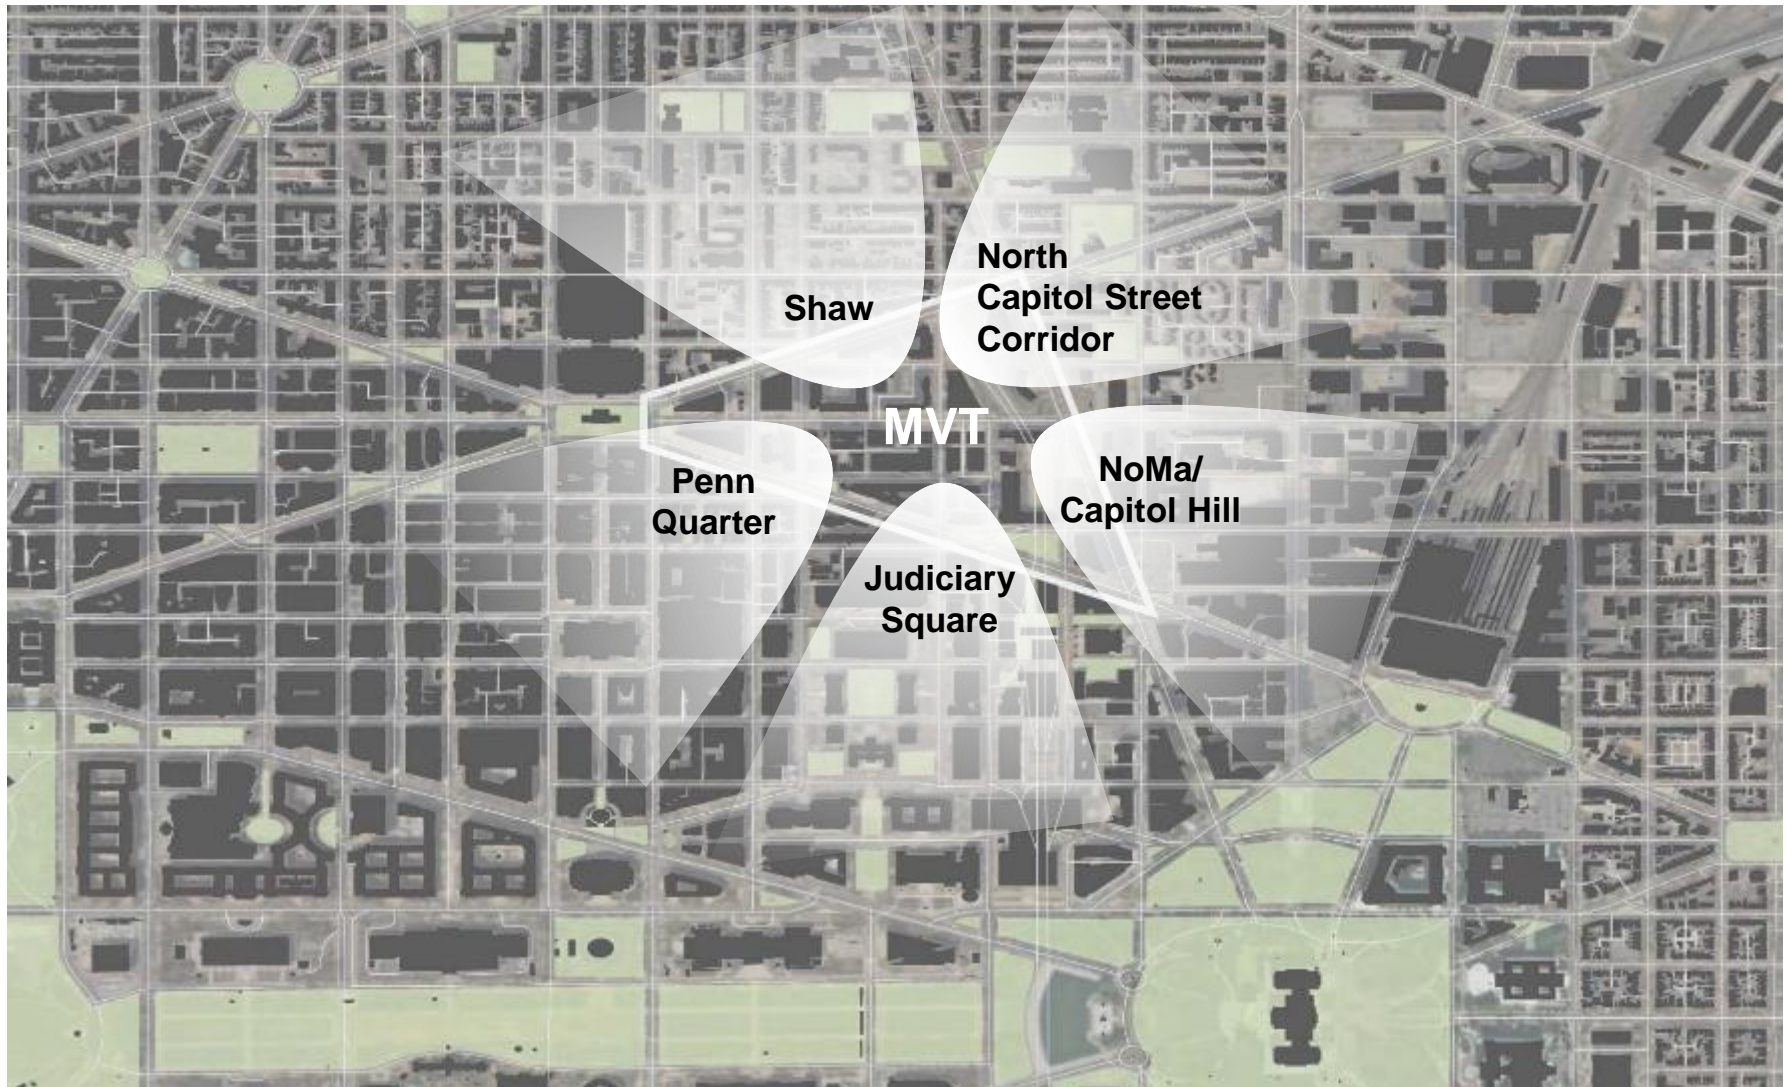 North
Capitol Street
Corridor
Shaw
MVT
Penn
Quarter
NoMa/
Capitol Hill
Judiciary
Square